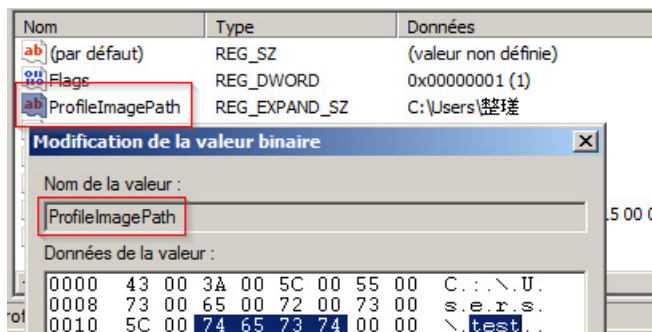 Nom Type Données
(par défaut) REG_SZ (valeur non définie)
Flags REG_DWORD 0x00000001 (1)
ProfileImagePath REG_EXPAND_SZ C:\Users\整瑳
Modification de la valeur binaire
Nom de la valeur :
ProfileImagePath
Données de la valeur :
0000 43 00 3A 00 5C 00 55 00 C.:.\.U.
0008 73 00 65 00 72 00 73 00 s.e.r.s.
0010 5C 00 74 65 73 74 00 00 \.test..